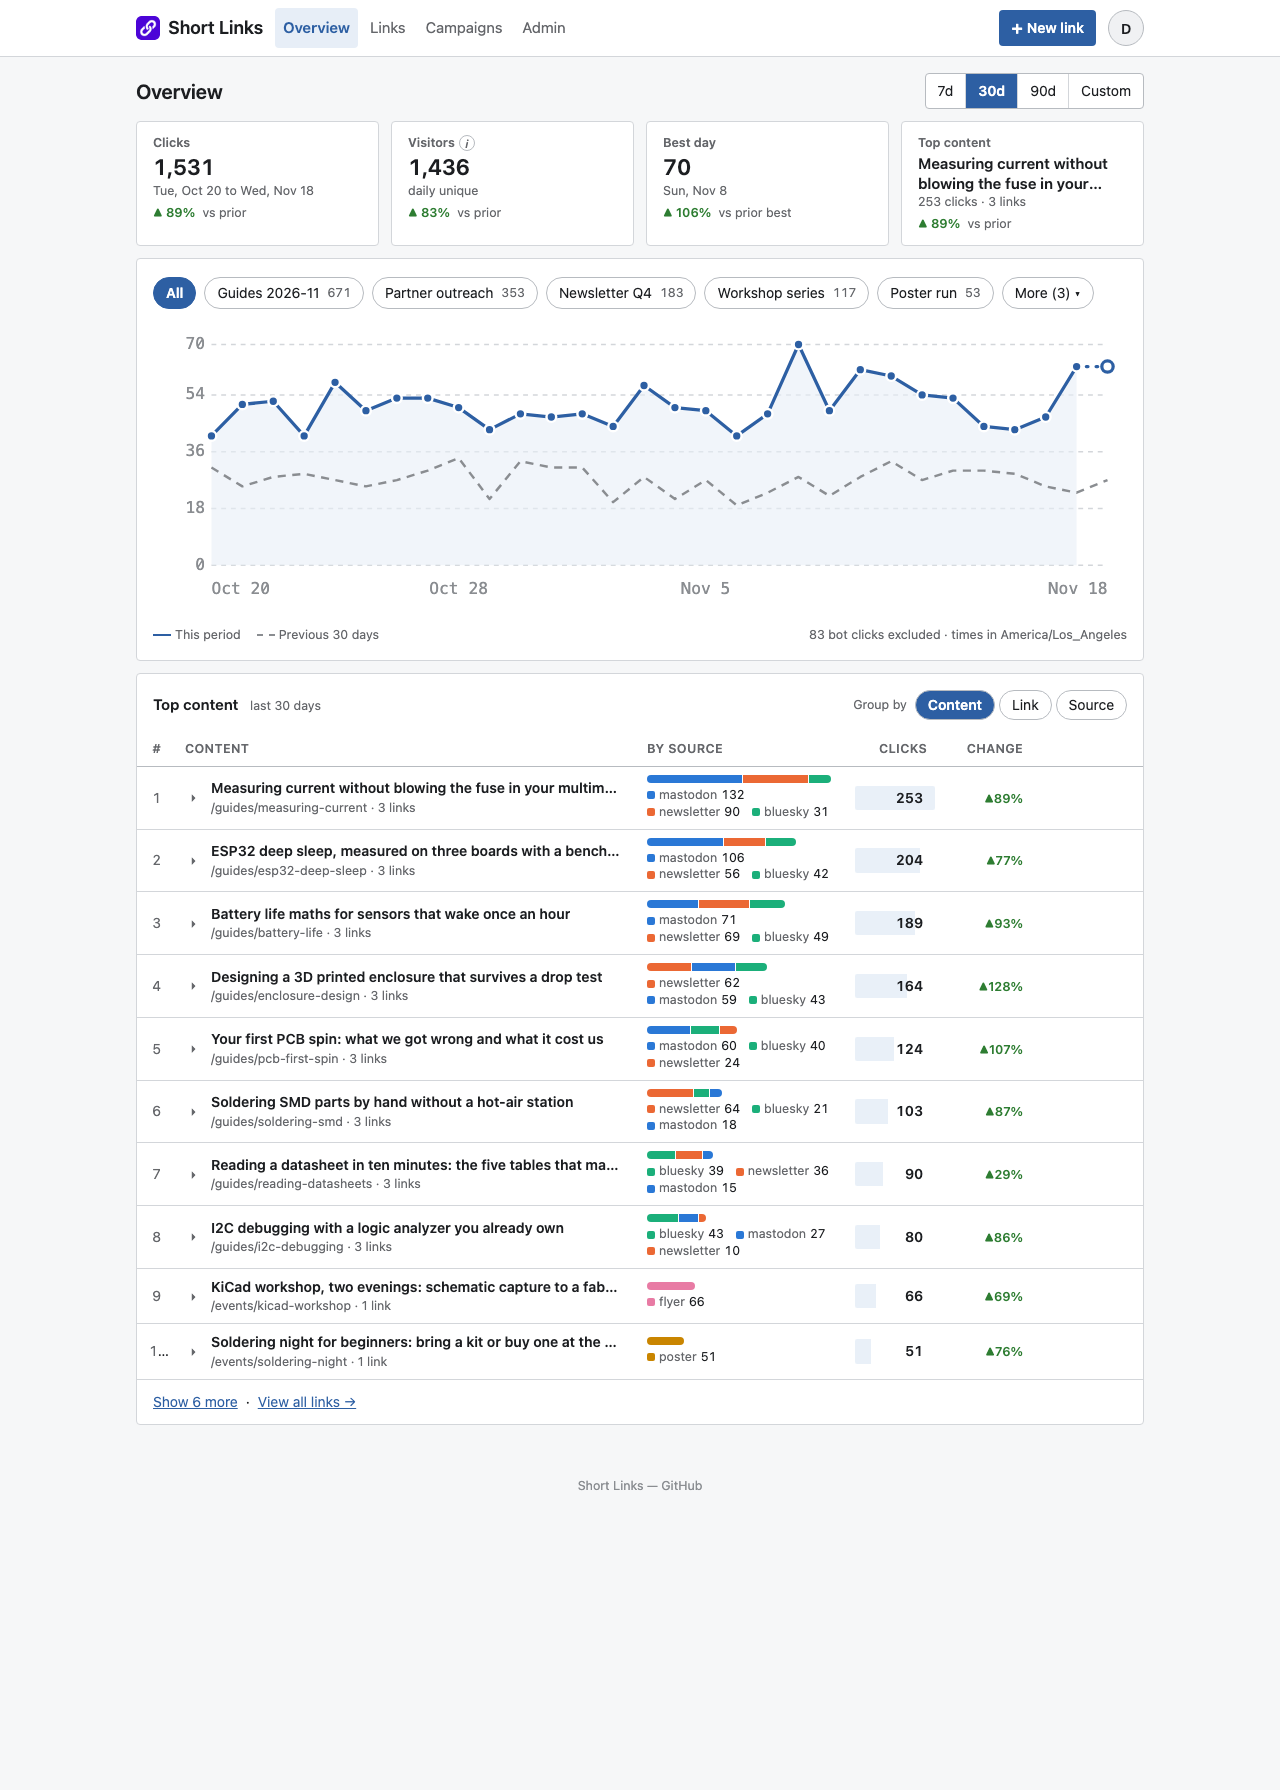 Short Links
Overview
Links
Campaigns
Admin
+ New link
D
Overview
7d
30d
90d
Custom
Clicks
1,531
Tue, Oct 20 to Wed, Nov 18
▲ 89% vs prior
Visitors i
1,436
daily unique
▲ 83% vs prior
Best day
70
Sun, Nov 8
▲ 106% vs prior best
Top content
Measuring current without
blowing the fuse in your...
253 clicks · 3 links
▲ 89% vs prior
All
Guides 2026-11 671
Partner outreach 353
Newsletter Q4 183
Workshop series 117
Poster run 53
More (3) ▾
70
54
36
18
0
Oct 20
Oct 28
Nov 5
Nov 18
This period
Previous 30 days
83 bot clicks excluded · times in America/Los_Angeles
Top content last 30 days
Group by
Content
Link
Source
# CONTENT BY SOURCE CLICKS CHANGE
1
Measuring current without blowing the fuse in your multim...
/guides/measuring-current · 3 links
mastodon 132
newsletter 90 bluesky 31
253
▲89%
2
ESP32 deep sleep, measured on three boards with a bench...
/guides/esp32-deep-sleep · 3 links
mastodon 106
newsletter 56 bluesky 42
204
▲77%
3
Battery life maths for sensors that wake once an hour
/guides/battery-life · 3 links
mastodon 71
newsletter 69 bluesky 49
189
▲93%
4
Designing a 3D printed enclosure that survives a drop test
/guides/enclosure-design · 3 links
newsletter 62
mastodon 59 bluesky 43
164
▲128%
5
Your first PCB spin: what we got wrong and what it cost us
/guides/pcb-first-spin · 3 links
mastodon 60 bluesky 40
newsletter 24
124
▲107%
6
Soldering SMD parts by hand without a hot-air station
/guides/soldering-smd · 3 links
newsletter 64 bluesky 21
mastodon 18
103
▲87%
7
Reading a datasheet in ten minutes: the five tables that ma...
/guides/reading-datasheets · 3 links
bluesky 39 newsletter 36
mastodon 15
90
▲29%
8
I2C debugging with a logic analyzer you already own
/guides/i2c-debugging · 3 links
bluesky 43 mastodon 27
newsletter 10
80
▲86%
9
KiCad workshop, two evenings: schematic capture to a fab...
/events/kicad-workshop · 1 link
flyer 66
66
▲69%
1...
Soldering night for beginners: bring a kit or buy one at the ...
/events/soldering-night · 1 link
poster 51
51
▲76%
Show 6 more · View all links →
Short Links — GitHub